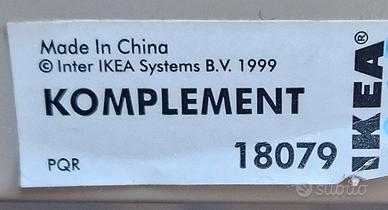 Made In China
© Inter IKEA Systems B.V. 1999
KOMPLEMENT
PQR
18079
IKEA
subito